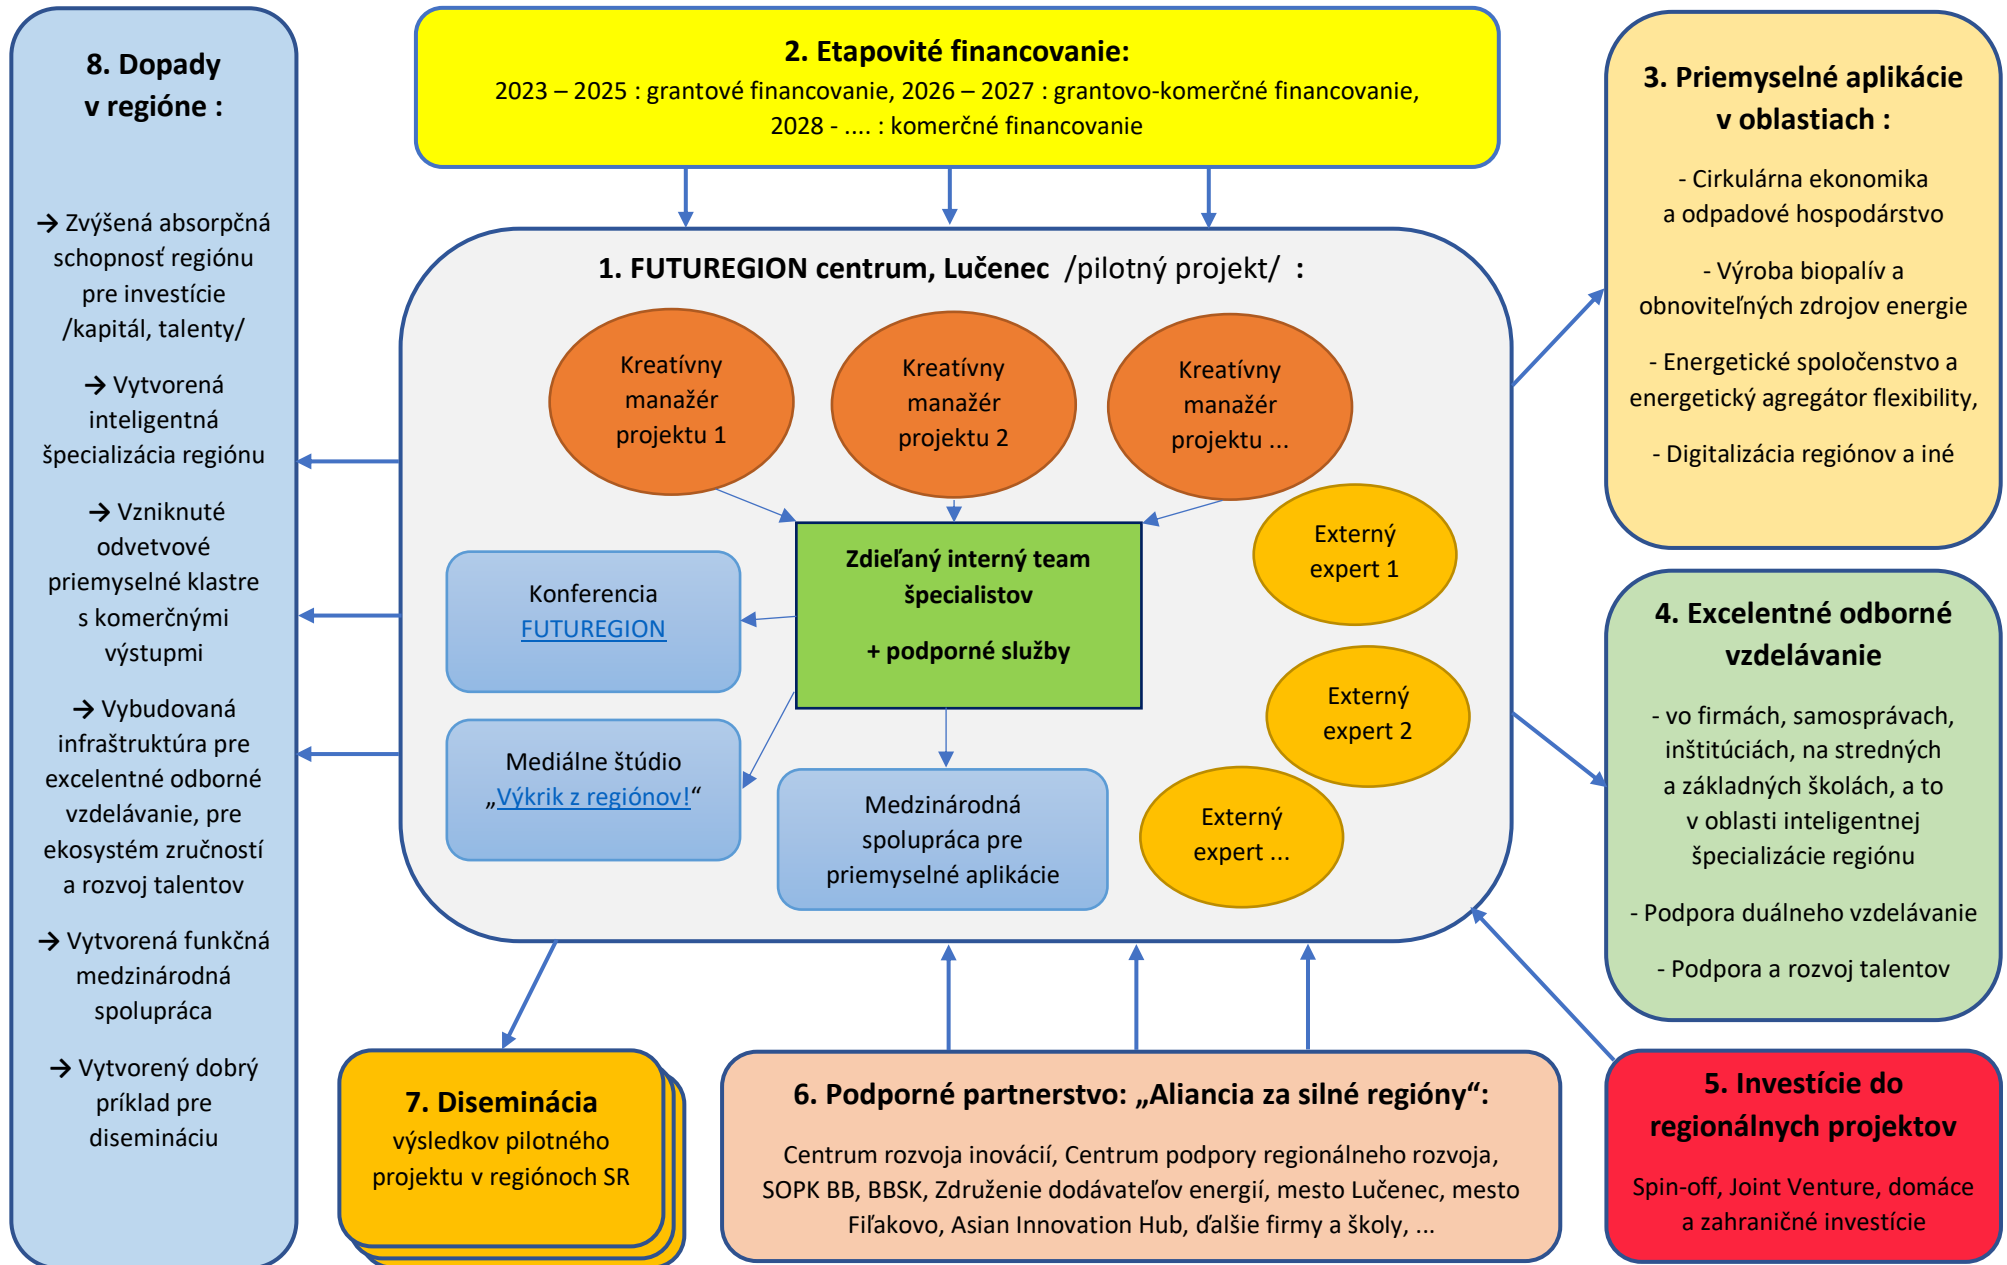 8. Dopady
v regióne :
→ Zvýšená absorpčná
schopnosť regiónu
pre investície
/kapitál, talenty/
→ Vytvorená
inteligentná
špecializácia regiónu
→ Vzniknuté
odvetvové
priemyselné klastre
s komerčnými
výstupmi
→ Vybudovaná
infraštruktúra pre
excelentné odborné
vzdelávanie, pre
ekosystém zručností
a rozvoj talentov
→ Vytvorená funkčná
medzinárodná
spolupráca
→ Vytvorený dobrý
príklad pre
disemináciu
2. Etapovité financovanie:
2023 – 2025 : grantové financovanie, 2026 – 2027 : grantovo-komerčné financovanie,
2028 - .... : komerčné financovanie
1. FUTUREGION centrum, Lučenec /pilotný projekt/ :
Kreatívny
manažér
projektu 1
Kreatívny
manažér
projektu 2
Kreatívny
manažér
projektu ...
Zdieľaný interný team
špecialistov
+ podporné služby
Konferencia
FUTUREGION
Mediálne štúdio
„Výkrik z regiónov!“
Medzinárodná
spolupráca pre
priemyselné aplikácie
Externý
expert 1
Externý
expert 2
Externý
expert ...
3. Priemyselné aplikácie
v oblastiach :
- Cirkulárna ekonomika
a odpadové hospodárstvo
- Výroba biopalív a
obnoviteľných zdrojov energie
- Energetické spoločenstvo a
energetický agregátor flexibility,
- Digitalizácia regiónov a iné
4. Excelentné odborné
vzdelávanie
- vo firmách, samosprávach,
inštitúciách, na stredných
a základných školách, a to
v oblasti inteligentnej
špecializácie regiónu
- Podpora duálneho vzdelávanie
- Podpora a rozvoj talentov
5. Investície do
regionálnych projektov
Spin-off, Joint Venture, domáce
a zahraničné investície
6. Podporné partnerstvo: „Aliancia za silné regióny“:
Centrum rozvoja inovácií, Centrum podpory regionálneho rozvoja,
SOPK BB, BBSK, Združenie dodávateľov energií, mesto Lučenec, mesto
Fiľakovo, Asian Innovation Hub, ďalšie firmy a školy, ...
7. Diseminácia
výsledkov pilotného
projektu v regiónoch SR